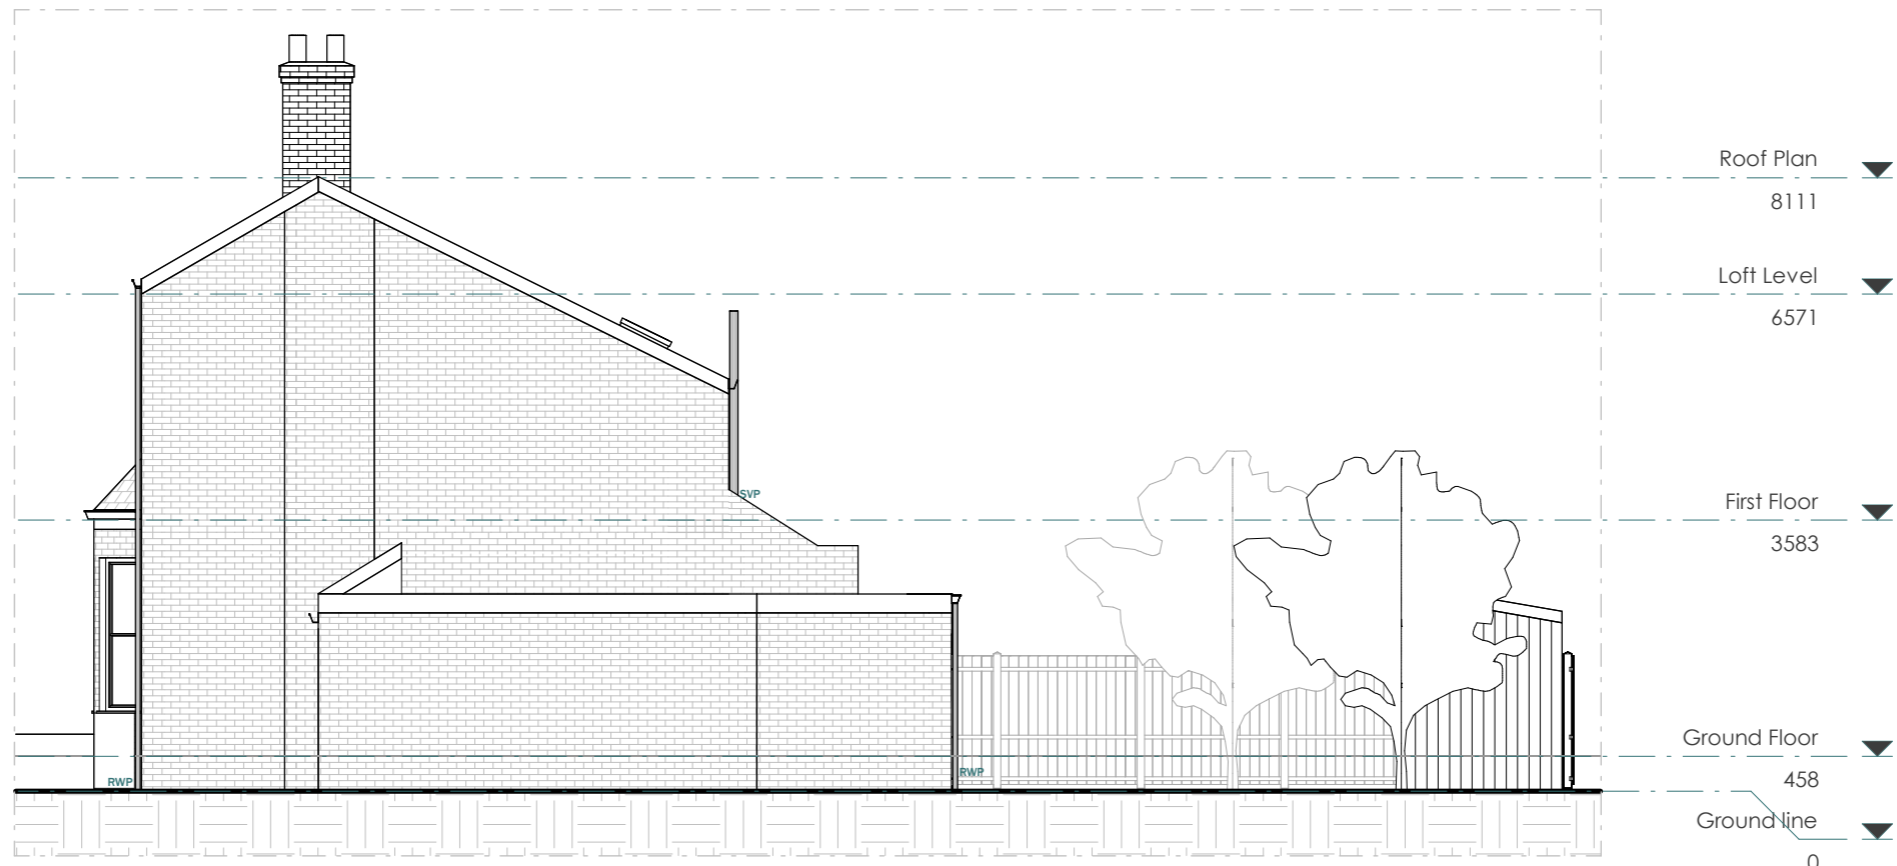 Roof Plan
8111
Loft Level
6571
SVP
First Floor
3583
Ground Floor
RWP
RWP
458
Ground line
0